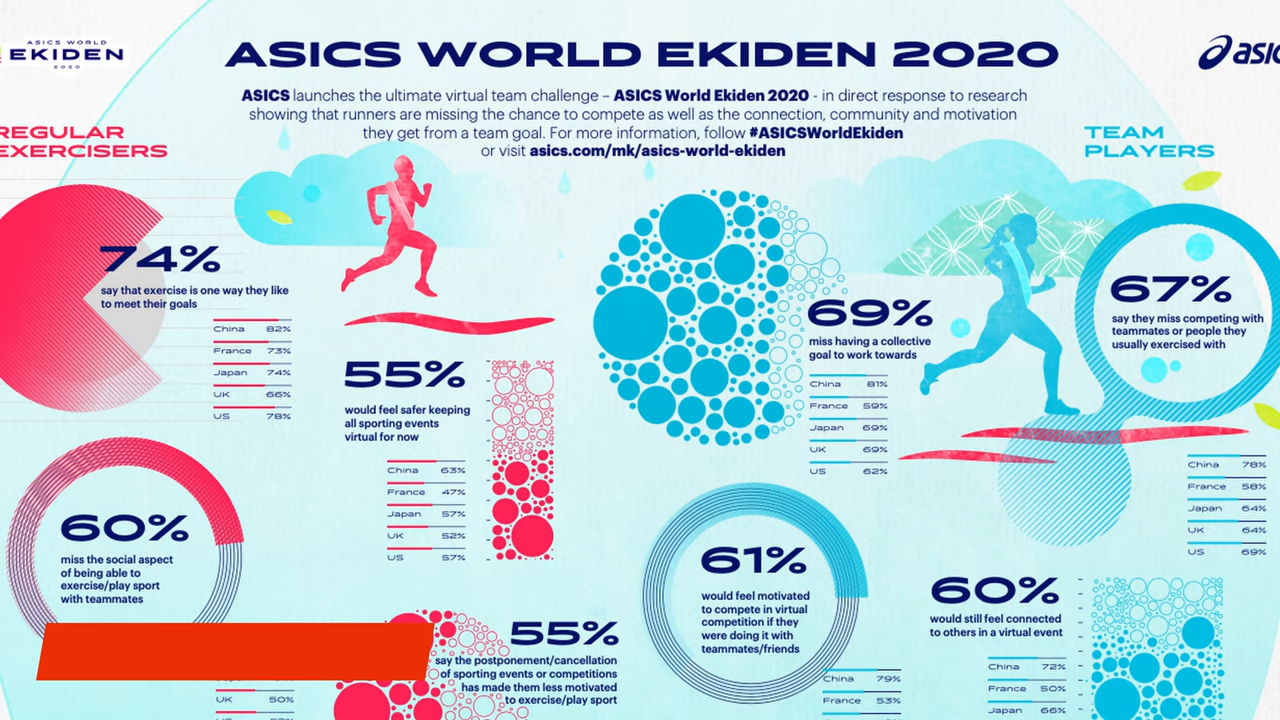 ASICS WORLD
EKIDEN
2020
ASICS WORLD EKIDEN 2020
ASICS launches the ultimate virtual team challenge – ASICS World Ekiden 2020 - in direct response to research
showing that runners are missing the chance to compete as well as the connection, community and motivation
they get from a team goal. For more information, follow #ASICSWorldEkiden
or visit asics.com/mk/asics-world-ekiden
REGULAR
EXERCISERS
74%
say that exercise is one way they like
to meet their goals
China 82%
France 73%
Japan 74%
UK 66%
US 78%
55%
would feel safer keeping
all sporting events
virtual for now
China 63%
France 47%
Japan 57%
UK 52%
US 57%
60%
miss the social aspect
of being able to
exercise/play sport
with teammates
UK 50%
55%
say the postponement/cancellation
of sporting events or competitions
has made them less motivated
to exercise/play sport
TEAM
PLAYERS
69%
miss having a collective
goal to work towards
China 81%
France 59%
Japan 69%
UK 69%
US 62%
67%
say they miss competing with
teammates or people they
usually exercised with
China 78%
France 58%
Japan 64%
UK 64%
US 69%
61%
would feel motivated
to compete in virtual
competition if they
were doing it with
teammates/friends
China 79%
France 53%
60%
would still feel connected
to others in a virtual event
China 72%
France 50%
Japan 66%